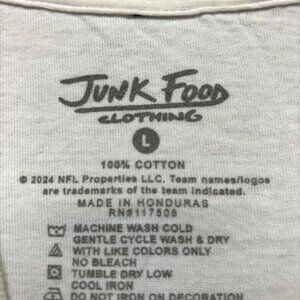 JUNK FOOD
CLOTHING
L
100% COTTON
© 2024 NFL Properties LLC. Team names/logos
are trademarks of the team indicated.
MADE IN HONDURAS
RN#117508
MACHINE WASH COLD
GENTLE CYCLE WASH & DRY
WITH LIKE COLORS ONLY
NO BLEACH
TUMBLE DRY LOW
COOL IRON
DO NOT IRON ON DECORATION